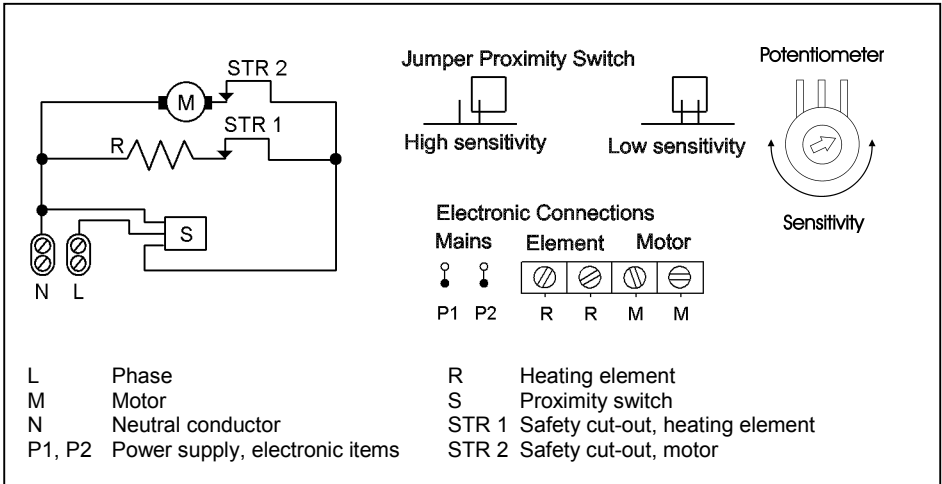 STR 2
M
STR 1
R
S
N L
Jumper Proximity Switch
High sensitivity Low sensitivity
Potentiometer
Sensitivity
Electronic Connections
Mains Element Motor
P1 P2 R R M M
L Phase
M Motor
N Neutral conductor
P1, P2 Power supply, electronic items
R Heating element
S Proximity switch
STR 1 Safety cut-out, heating element
STR 2 Safety cut-out, motor